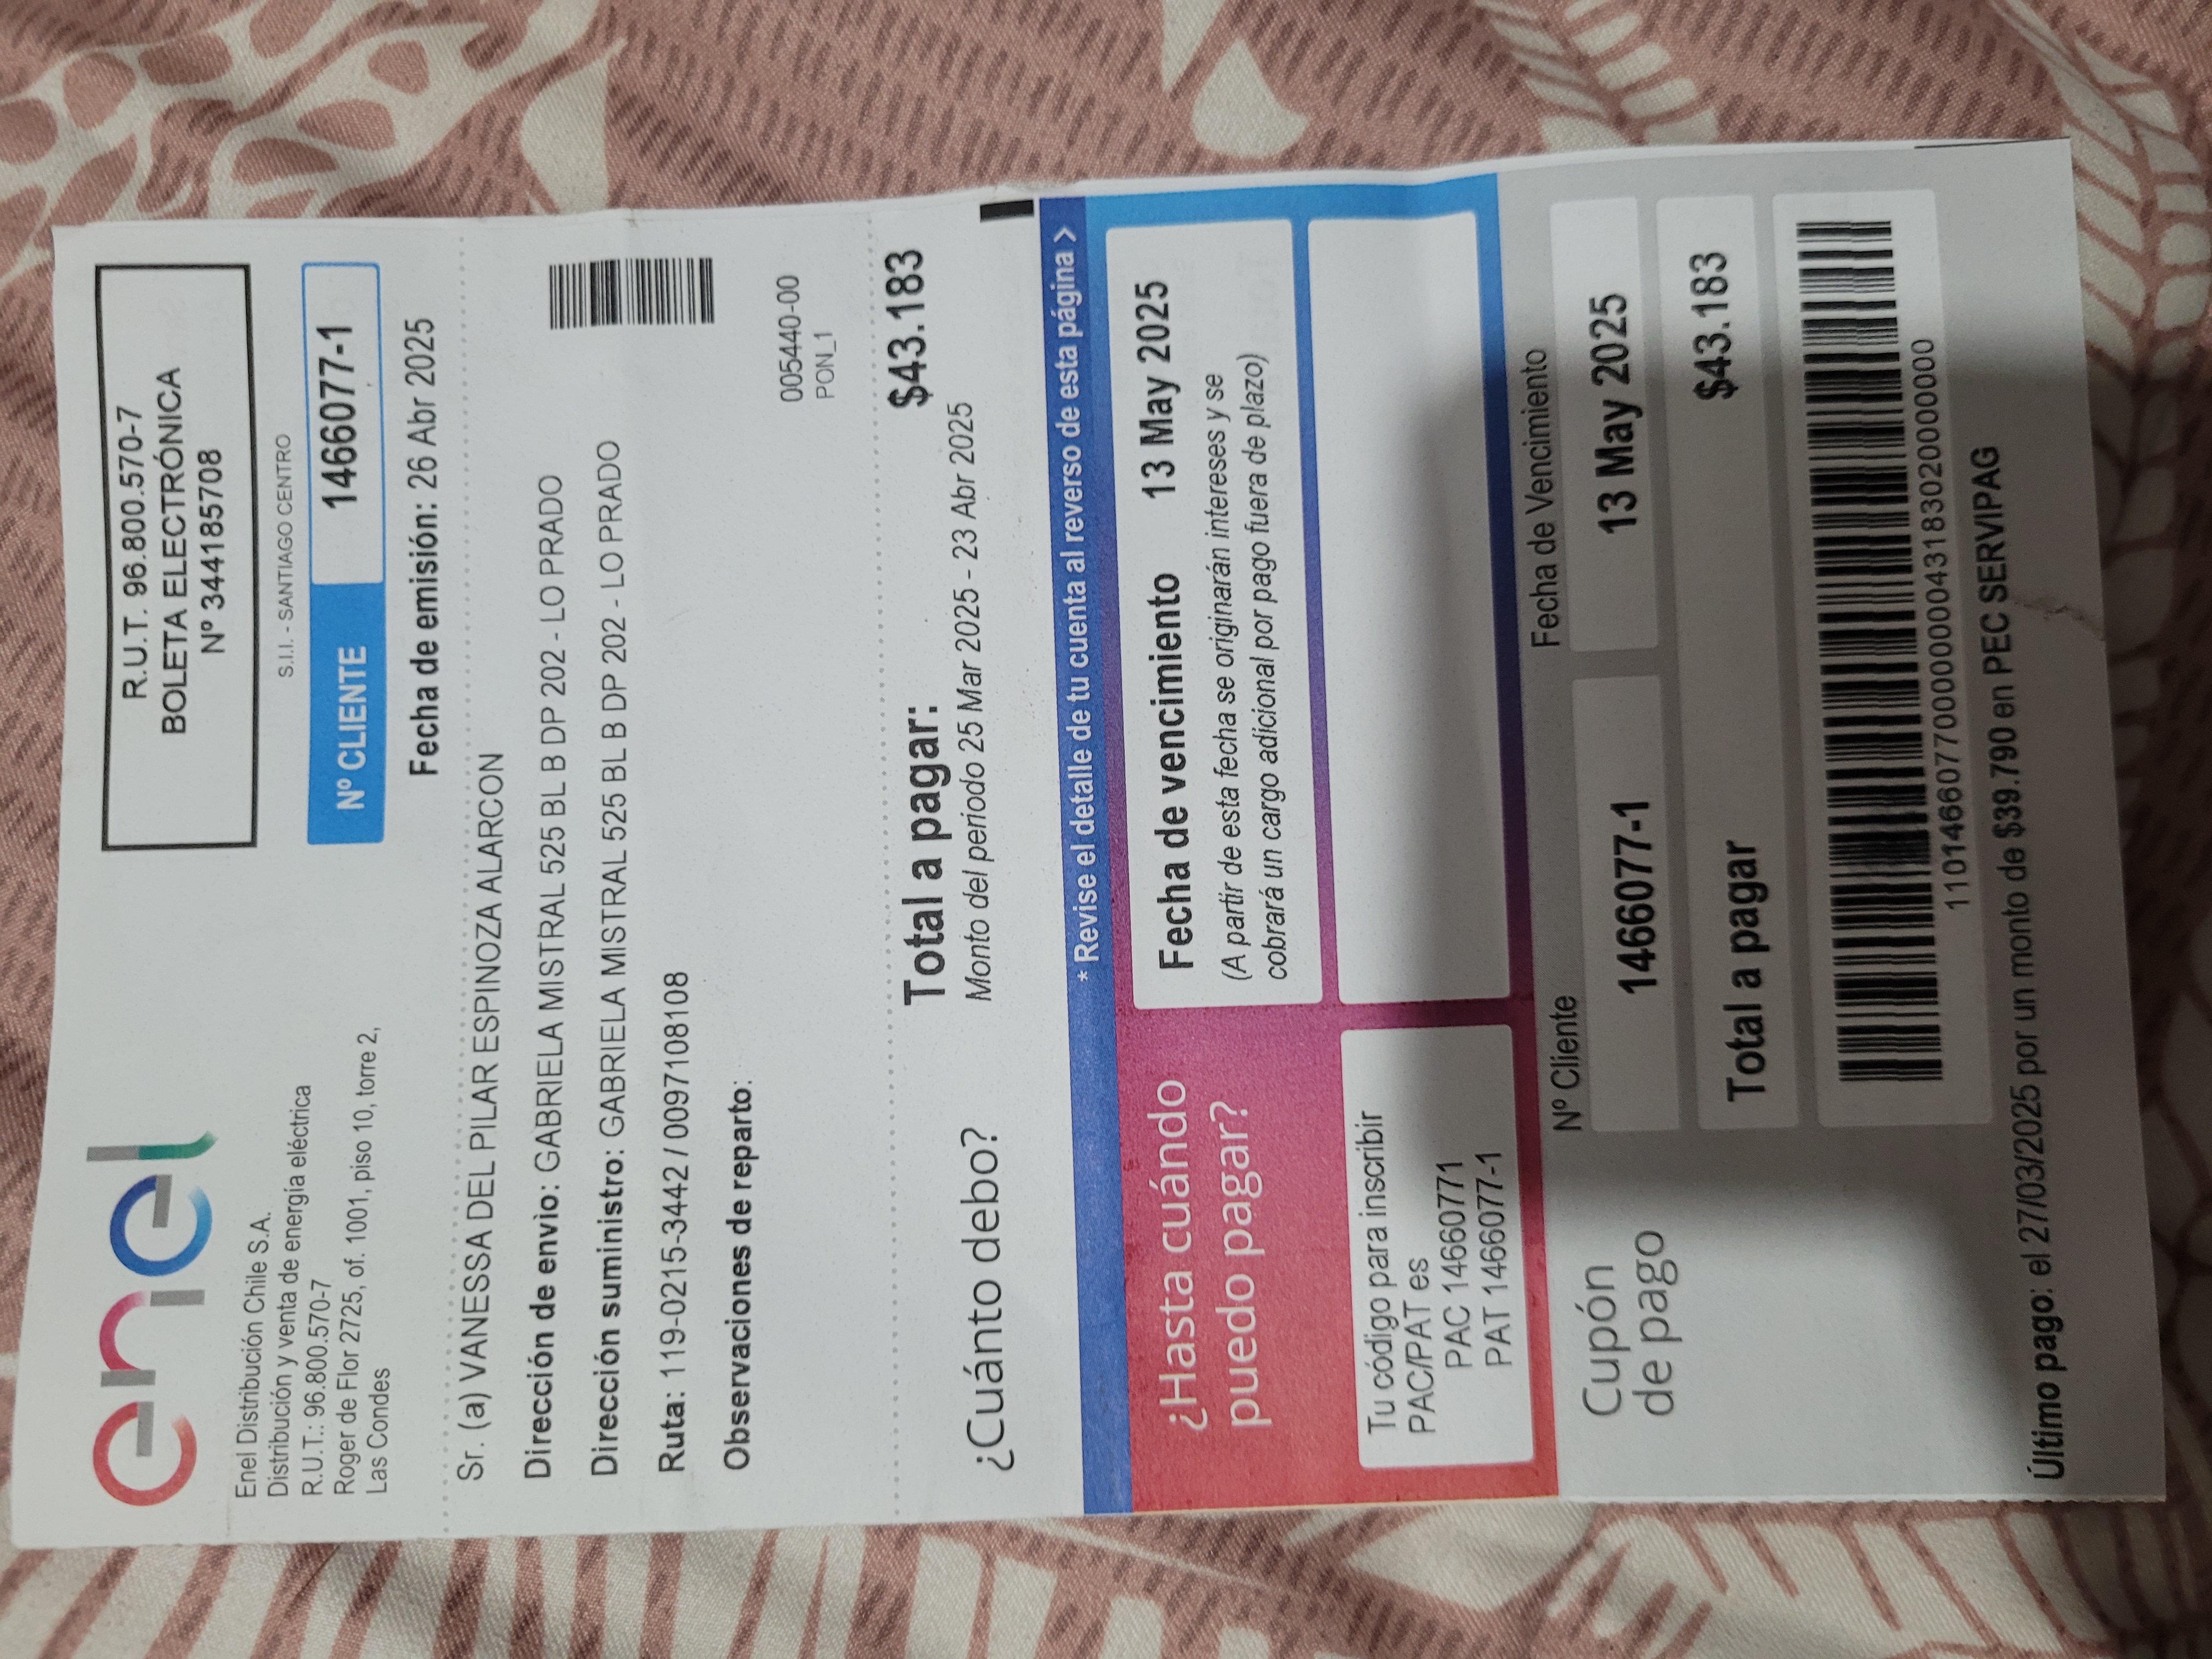 enel
Enel Distribución Chile S.A.
Distribución y venta de energía eléctrica
R.U.T.: 96.800.570-7
Roger de Flor 2725, of. 1001, piso 10, torre 2,
Las Condes
R.U.T. 96.800.570-7
BOLETA ELECTRÓNICA
Nº 344185708
S.I.I. - SANTIAGO CENTRO
Nº CLIENTE 1466077-1
Fecha de emisión: 26 Abr 2025
Sr. (a) VANESSA DEL PILAR ESPINOZA ALARCON
Dirección de envio: GABRIELA MISTRAL 525 BL B DP 202 - LO PRADO
Dirección suministro: GABRIELA MISTRAL 525 BL B DP 202 - LO PRADO
Ruta: 119-0215-3442 / 0097108108
Observaciones de reparto:
005440-00
PON_1
¿Cuánto debo?
Total a pagar: $43.183
Monto del periodo 25 Mar 2025 - 23 Abr 2025
* Revise el detalle de tu cuenta al reverso de esta página >
¿Hasta cuándo
puedo pagar?
Fecha de vencimiento 13 May 2025
(A partir de esta fecha se originarán intereses y se
cobrará un cargo adicional por pago fuera de plazo)
Tu código para inscribir
PAC/PAT es
PAC 14660771
PAT 1466077-1
Cupón
de pago
Nº Cliente Fecha de Vencimiento
1466077-1 13 May 2025
Total a pagar $43.183
Último pago: el 27/03/2025 por un monto de $39.790 en PEC SERVIPAG